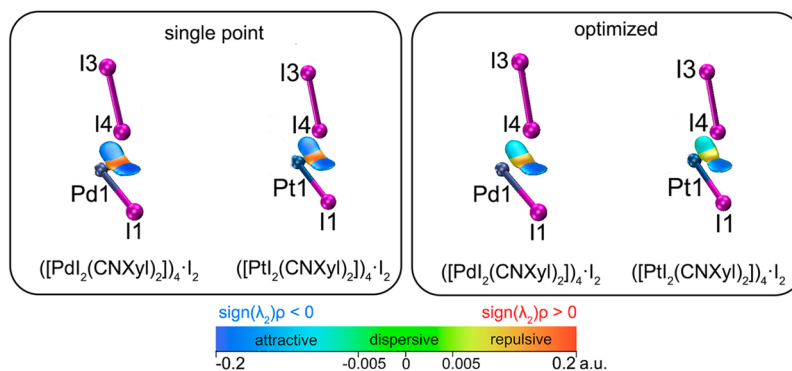 single point
optimized
I3
I3
I3
I3
I4
I4
I4
I4
Pd1
Pt1
Pd1
Pt1
I1
I1
I1
I1
([PdI₂(CNXyl)₂])₄·I₂
([PtI₂(CNXyl)₂])₄·I₂
([PdI₂(CNXyl)₂])₄·I₂
([PtI₂(CNXyl)₂])₄·I₂
sign(λ₂)ρ < 0
sign(λ₂)ρ > 0
attractive
dispersive
repulsive
-0.2
-0.005
0
0.005
0.2 a.u.